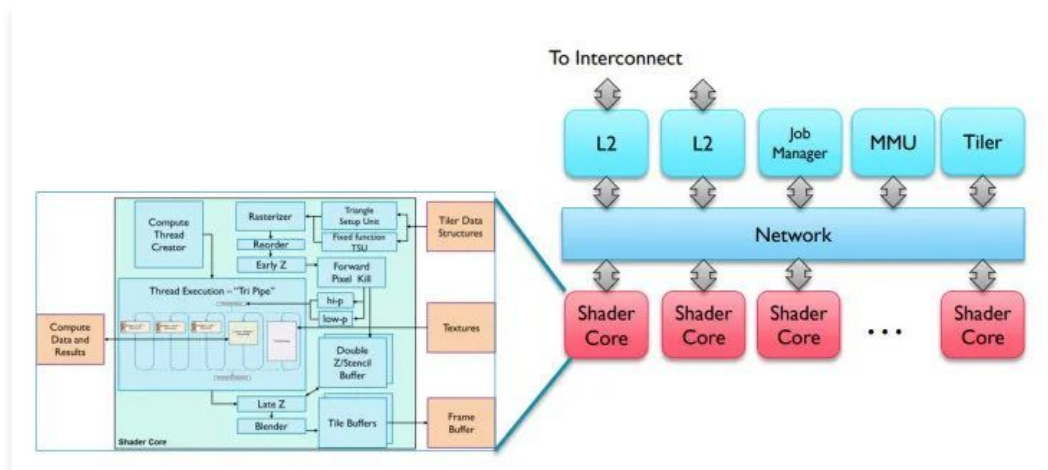 To Interconnect
L2
L2
Job
Manager
MMU
Tiler
Network
Shader
Core
Shader
Core
Shader
Core
...
Shader
Core
Compute
Thread
Creator
Rasterizer
Triangle
Setup Unit
Fixed function
TSU
Reorder
Early Z
Forward
Pixel Kill
Tiler Data
Structures
Thread Execution – "Tri Pipe"
hi-p
low-p
Textures
Compute
Data and
Results
Double
Z/Stencil
Buffer
Late Z
Blender
Tile Buffers
Frame
Buffer
Shader Core